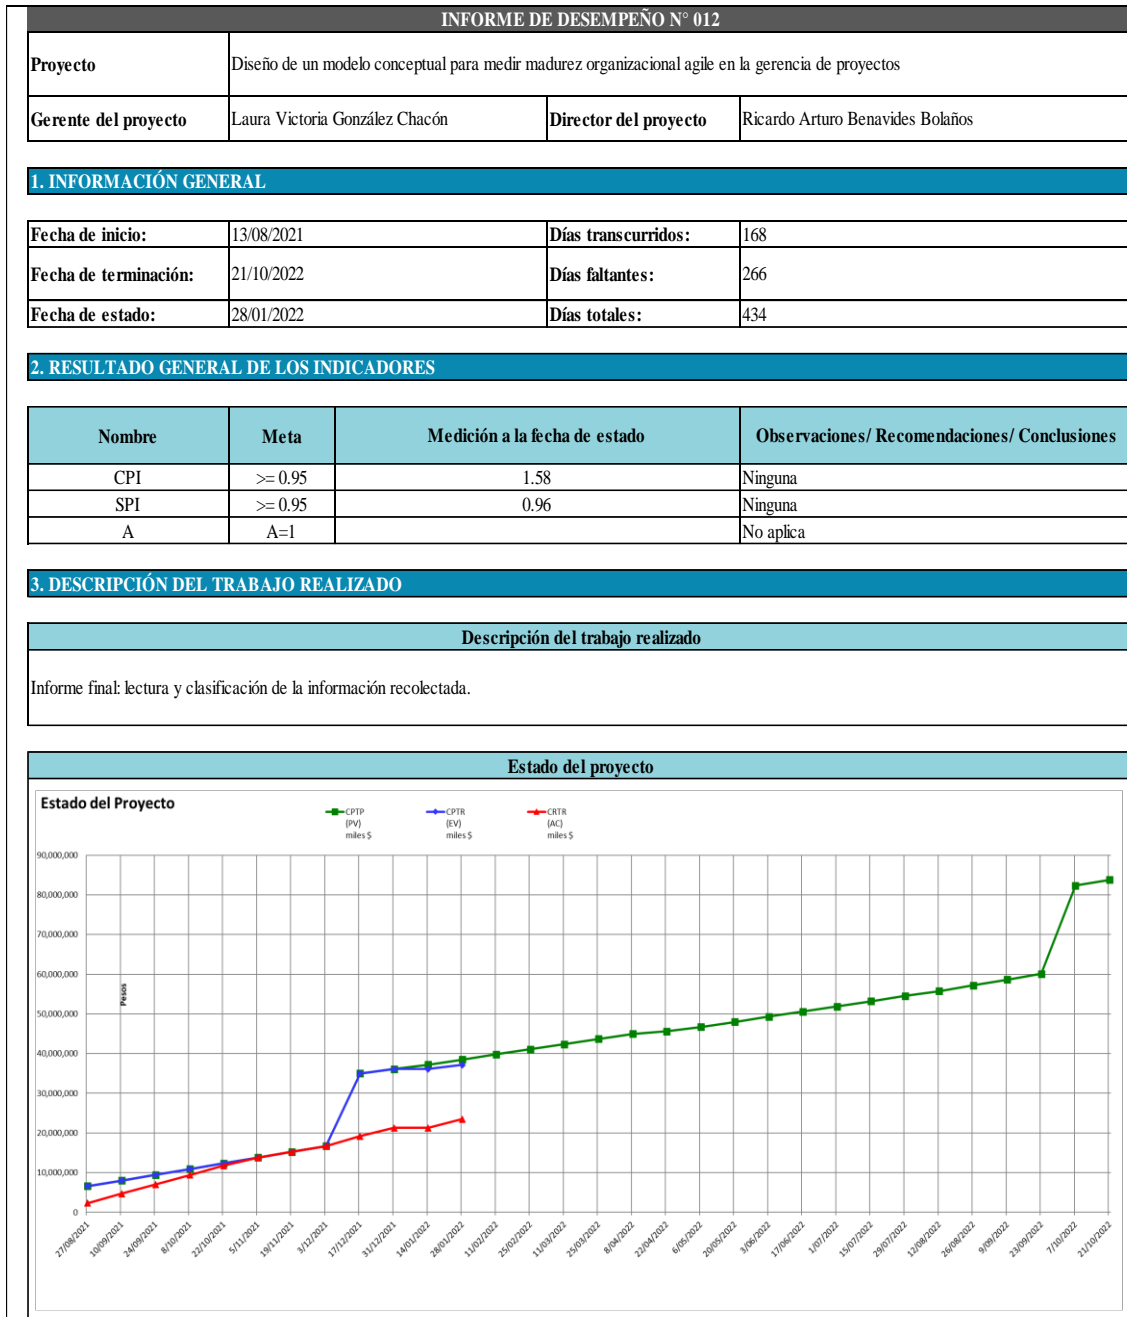 INFORME DE DESEMPEÑO N° 012
Proyecto Diseño de un modelo conceptual para medir madurez organizacional agile en la gerencia de proyectos
Gerente del proyecto Laura Victoria González Chacón Director del proyecto Ricardo Arturo Benavides Bolaños
1. INFORMACIÓN GENERAL
Fecha de inicio: 13/08/2021 Días transcurridos: 168
Fecha de terminación: 21/10/2022 Días faltantes: 266
Fecha de estado: 28/01/2022 Días totales: 434
2. RESULTADO GENERAL DE LOS INDICADORES
Nombre Meta Medición a la fecha de estado Observaciones/ Recomendaciones/ Conclusiones
CPI >= 0.95 1.58 Ninguna
SPI >= 0.95 0.96 Ninguna
A A=1 No aplica
3. DESCRIPCIÓN DEL TRABAJO REALIZADO
Descripción del trabajo realizado
Informe final: lectura y clasificación de la información recolectada.
Estado del proyecto
Estado del Proyecto
CPTP CPTR CRTR
(PV) (EV) (AC)
miles $ miles $ miles $
90,000,000
80,000,000
70,000,000
60,000,000
50,000,000
40,000,000
30,000,000
20,000,000
10,000,000
0
Pesos
27/08/2021 10/09/2021 24/09/2021 8/10/2021 22/10/2021 5/11/2021 19/11/2021 3/12/2021 17/12/2021 31/12/2021 14/01/2022 28/01/2022 11/02/2022 25/02/2022 11/03/2022 25/03/2022 8/04/2022 22/04/2022 6/05/2022 20/05/2022 3/06/2022 17/06/2022 1/07/2022 15/07/2022 29/07/2022 12/08/2022 26/08/2022 9/09/2022 23/09/2022 7/10/2022 21/10/2022